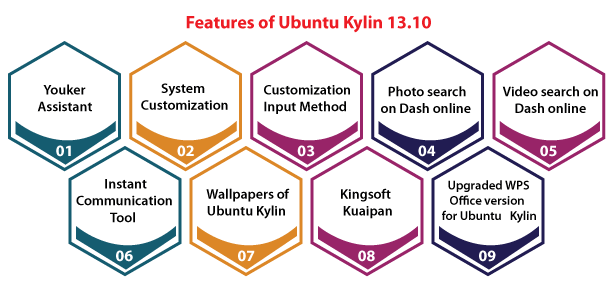 Features of Ubuntu Kylin 13.10
Youker
Assistant
01
System
Customization
02
Customization
Input Method
03
Photo search
on Dash online
04
Video search on
Dash online
05
Instant
Communication
Tool
06
Wallpapers of
Ubuntu Kylin
07
Kingsoft
Kuaipan
08
Upgraded WPS
Office version
for Ubuntu Kylin
09